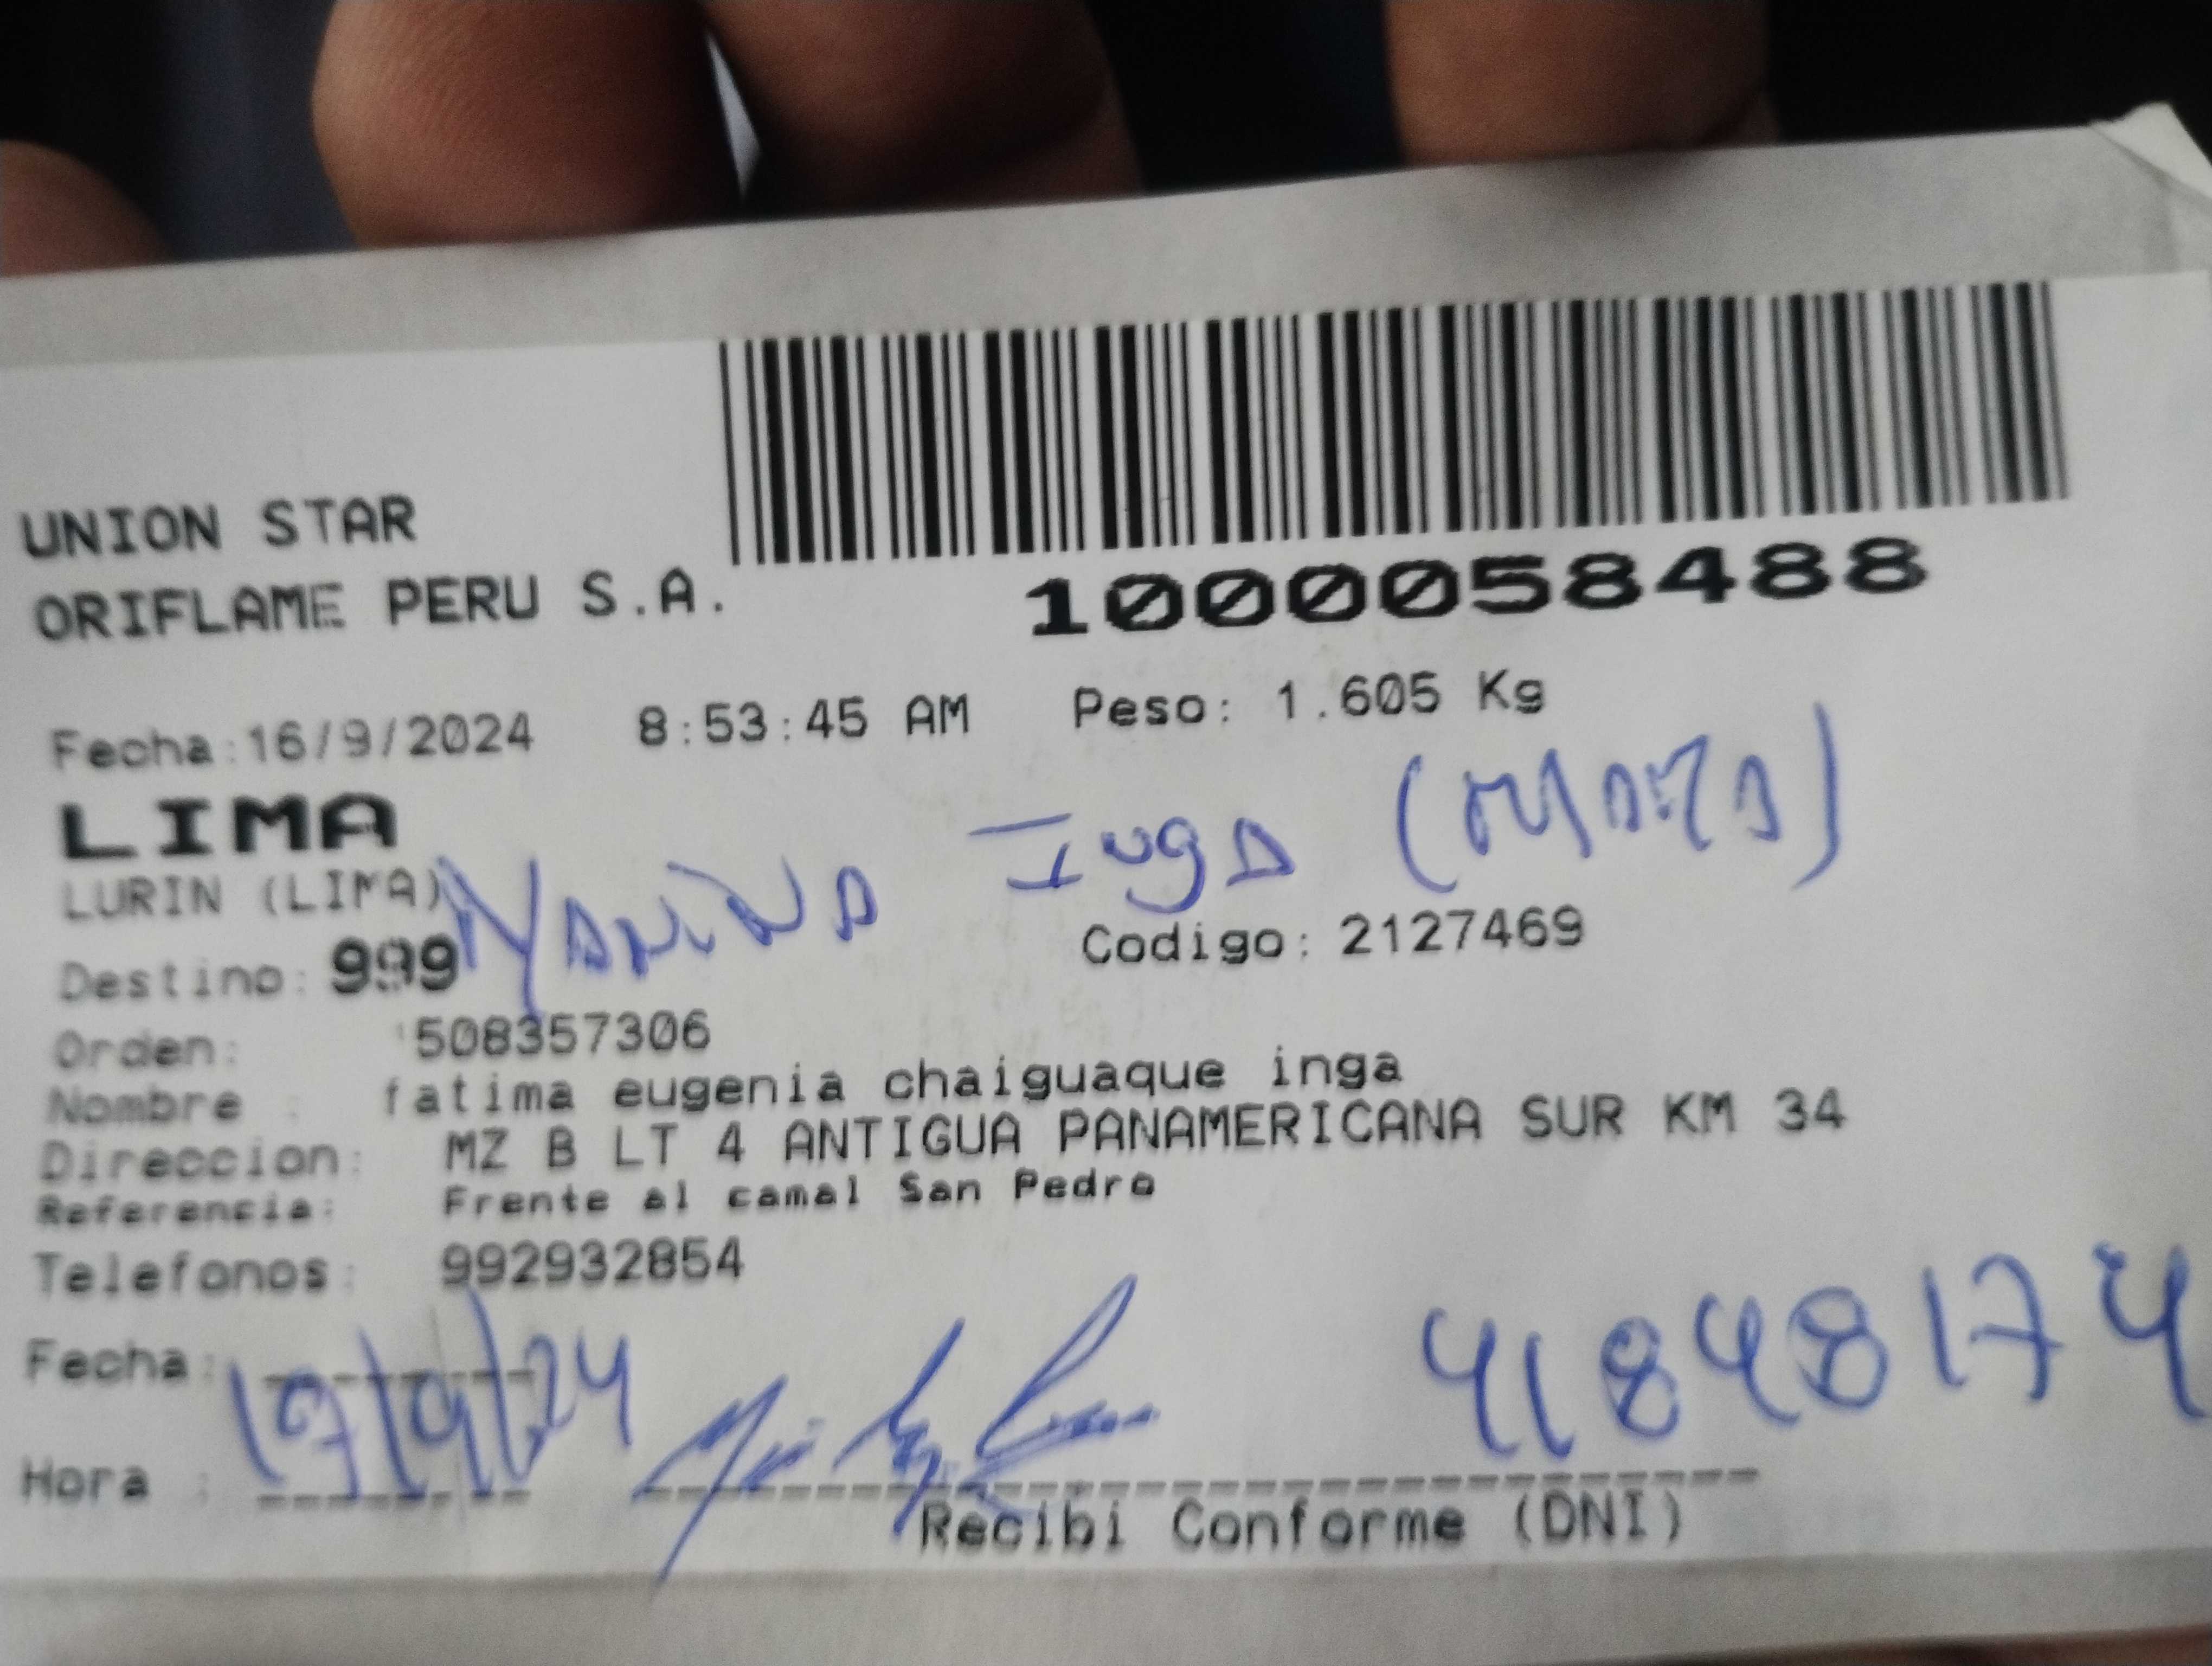 UNION STAR
ORIFLAME PERU S.A.
1000058488
Fecha:16/9/2024 8:53:45 AM Peso: 1.605 Kg
LIMA
LURIN (LIMA)
Inga (MAMA)
Destino: 999 Codigo: 2127469
Orden: 508357306
Nombre : fatima eugenia chaiguaque inga
Direccion: MZ B LT 4 ANTIGUA PANAMERICANA SUR KM 34
Referencia: Frente al camal San Pedro
Telefonos: 992932854
41848174
Fecha: /9/24
Hora :
Recibi Conforme (DNI)